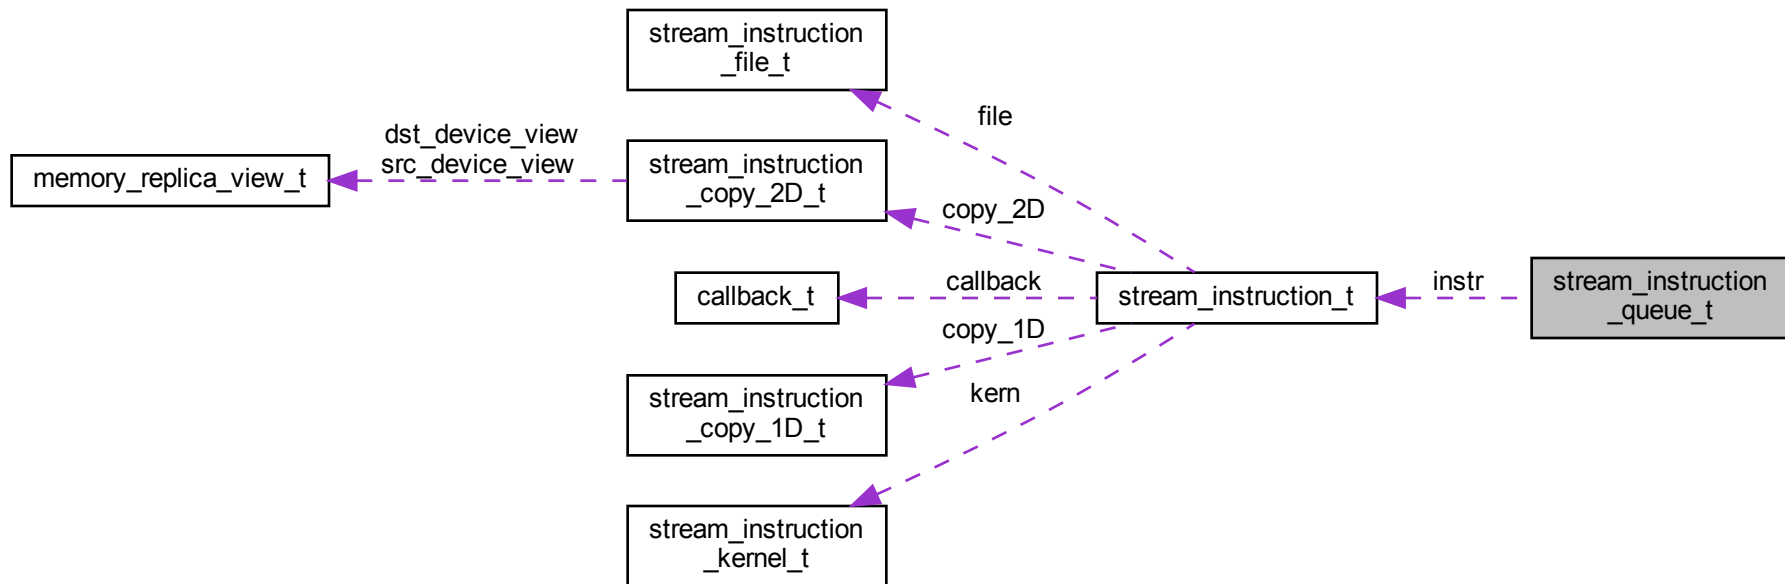 stream_instruction
_file_t
file
dst_device_view
src_device_view
memory_replica_view_t
stream_instruction
_copy_2D_t
copy_2D
callback_t
callback
stream_instruction_t
instr
stream_instruction
_queue_t
copy_1D
stream_instruction
_copy_1D_t
kern
stream_instruction
_kernel_t